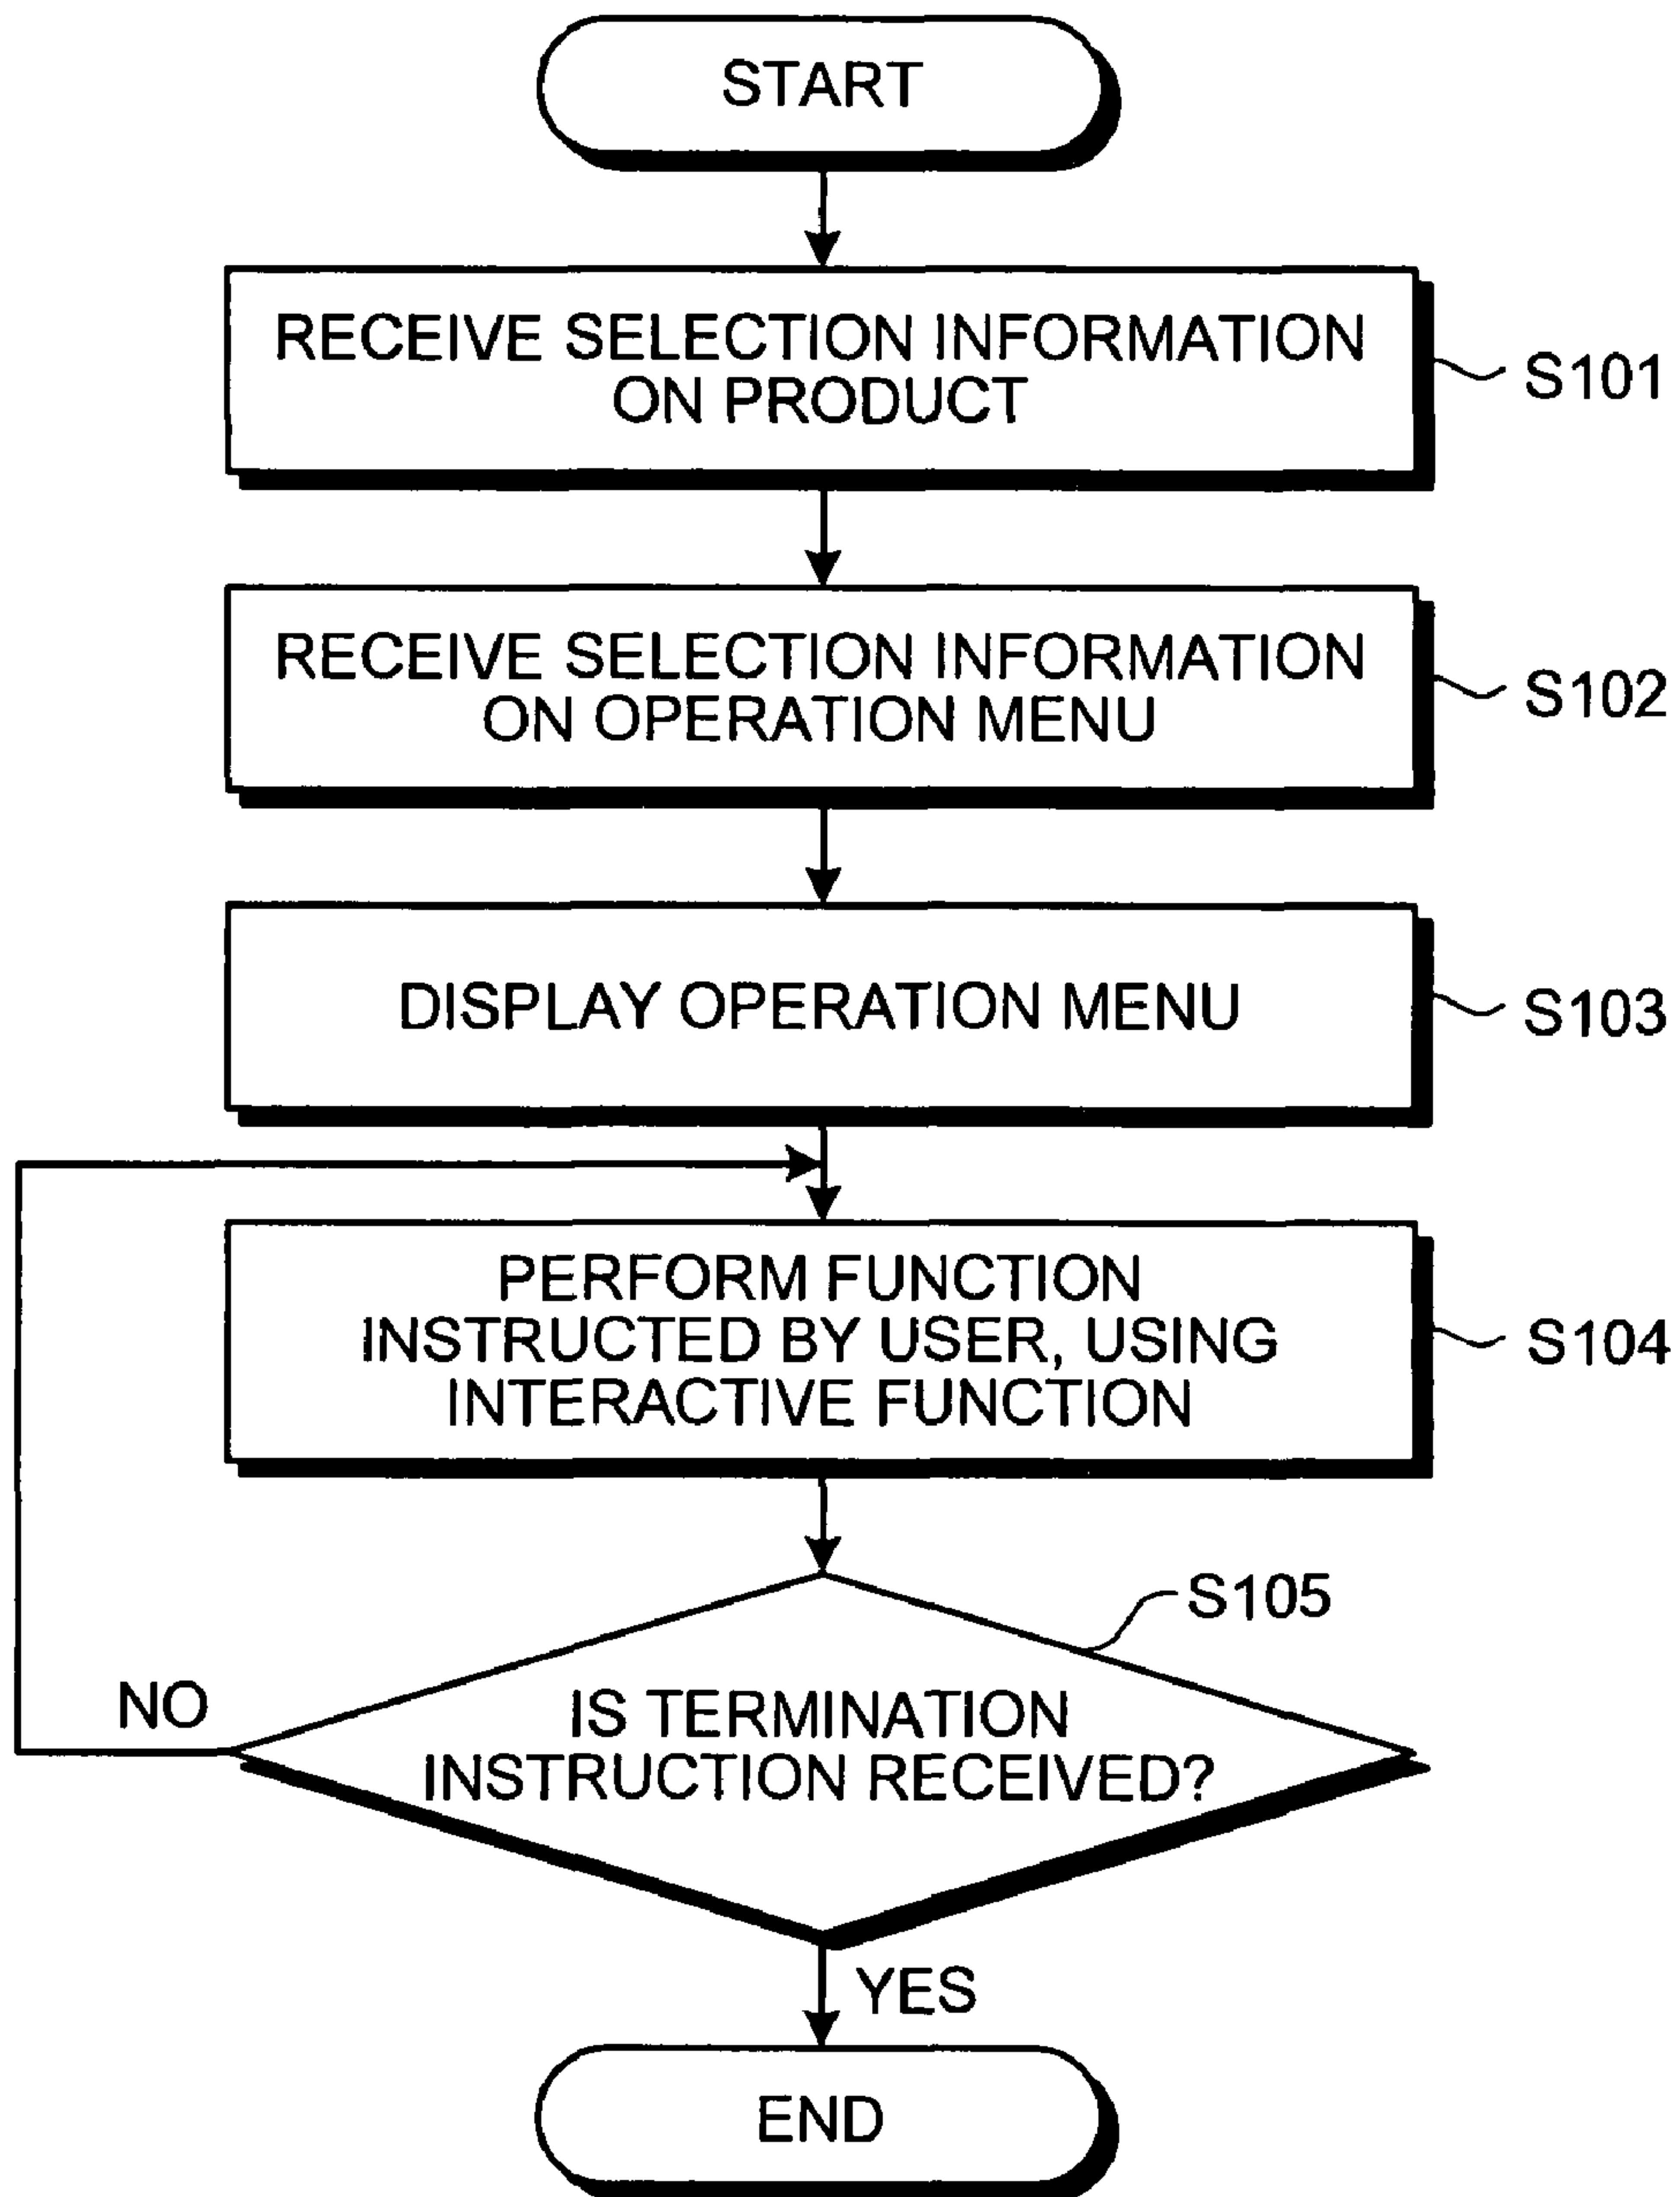 START
RECEIVE SELECTION INFORMATION
ON PRODUCT
S101
RECEIVE SELECTION INFORMATION
ON OPERATION MENU
S102
DISPLAY OPERATION MENU
S103
PERFORM FUNCTION
INSTRUCTED BY USER, USING
INTERACTIVE FUNCTION
S104
S105
IS TERMINATION
INSTRUCTION RECEIVED?
NO
YES
END